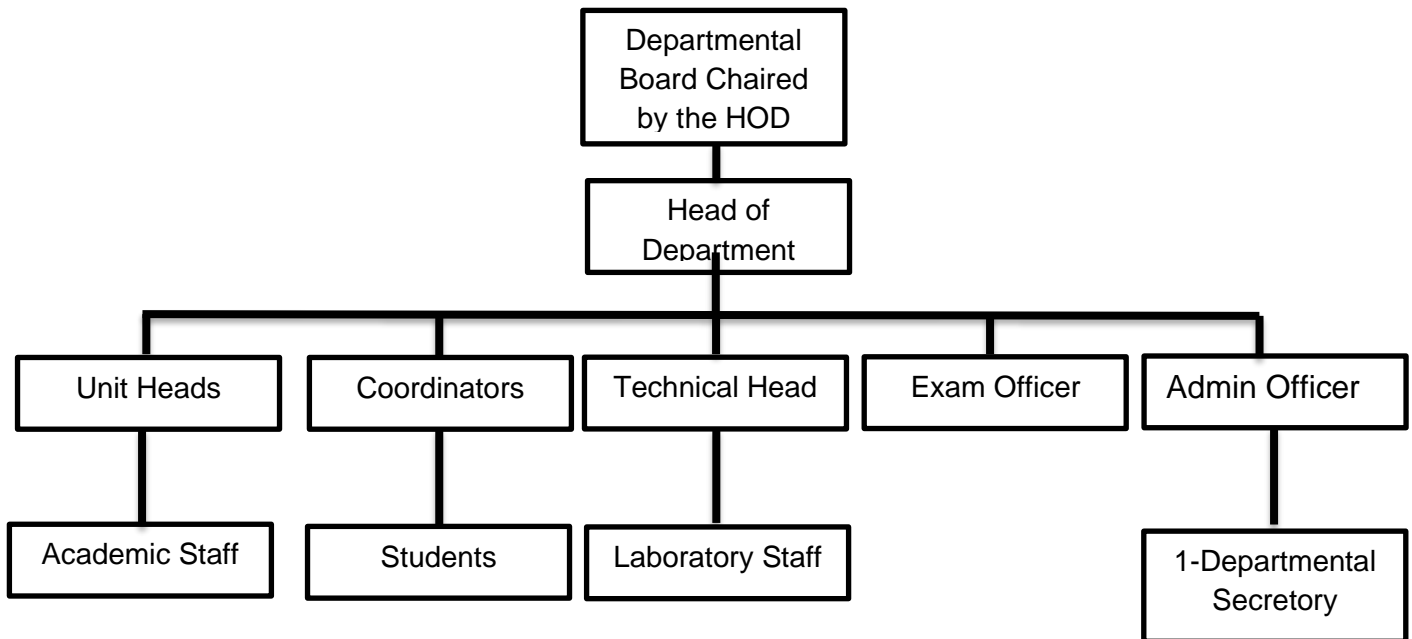 Departmental
Board Chaired
by the HOD
Head of
Department
Unit Heads
Coordinators
Technical Head
Exam Officer
Admin Officer
Academic Staff
Students
Laboratory Staff
1-Departmental
Secretory